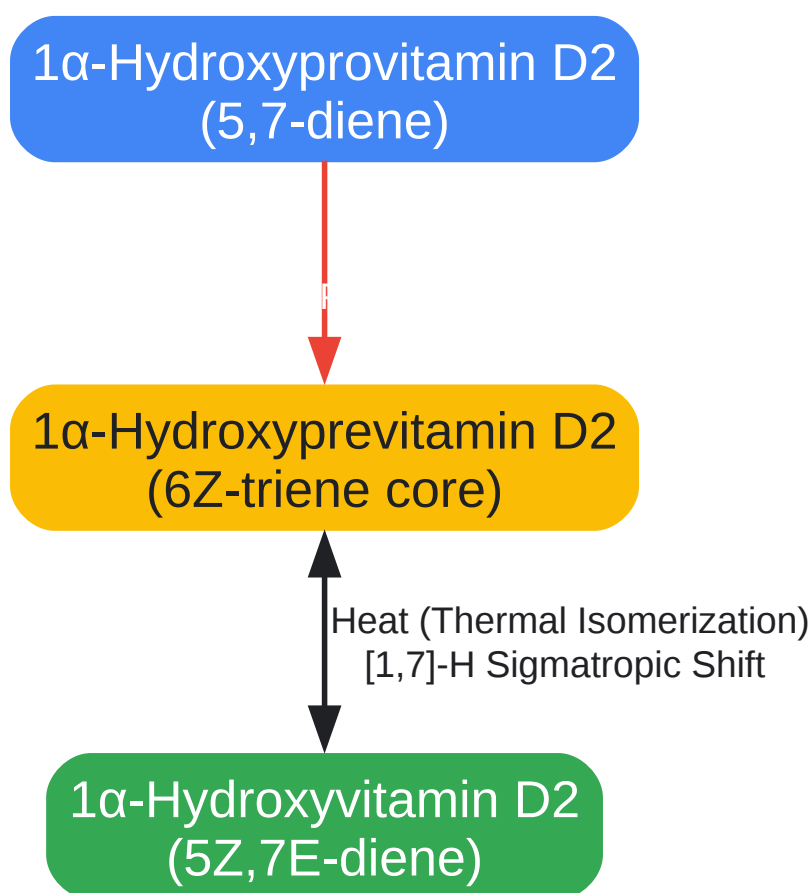 1α-Hydroxyprovitamin D2
(5,7-diene)
1α-Hydroxyprevitamin D2
(6Z-triene core)
Heat (Thermal Isomerization)
[1,7]-H Sigmatropic Shift
1α-Hydroxyvitamin D2
(5Z,7E-diene)